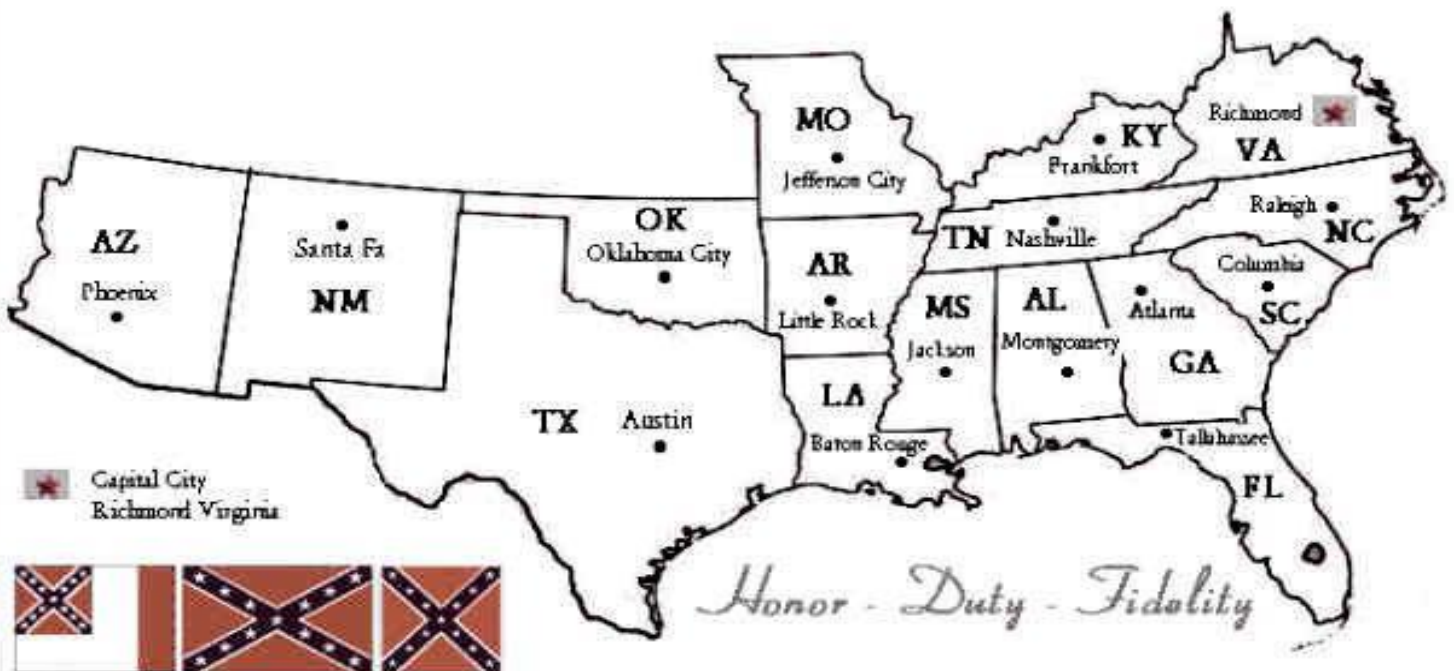 MO
Jefferson City
KY
Frankfort
Richmond
VA
AZ
Phoenix
Santa Fa
NM
OK
Oklahoma City
AR
Little Rock
TN Nashville
Raleigh
NC
Columbia
SC
MS
Jackson
AL
Montgomery
Atlanta
GA
TX
Austin
LA
Baton Rouge
Tallahassee
FL
Capital City
Richmond Virginia
Honor - Duty - Fidelity